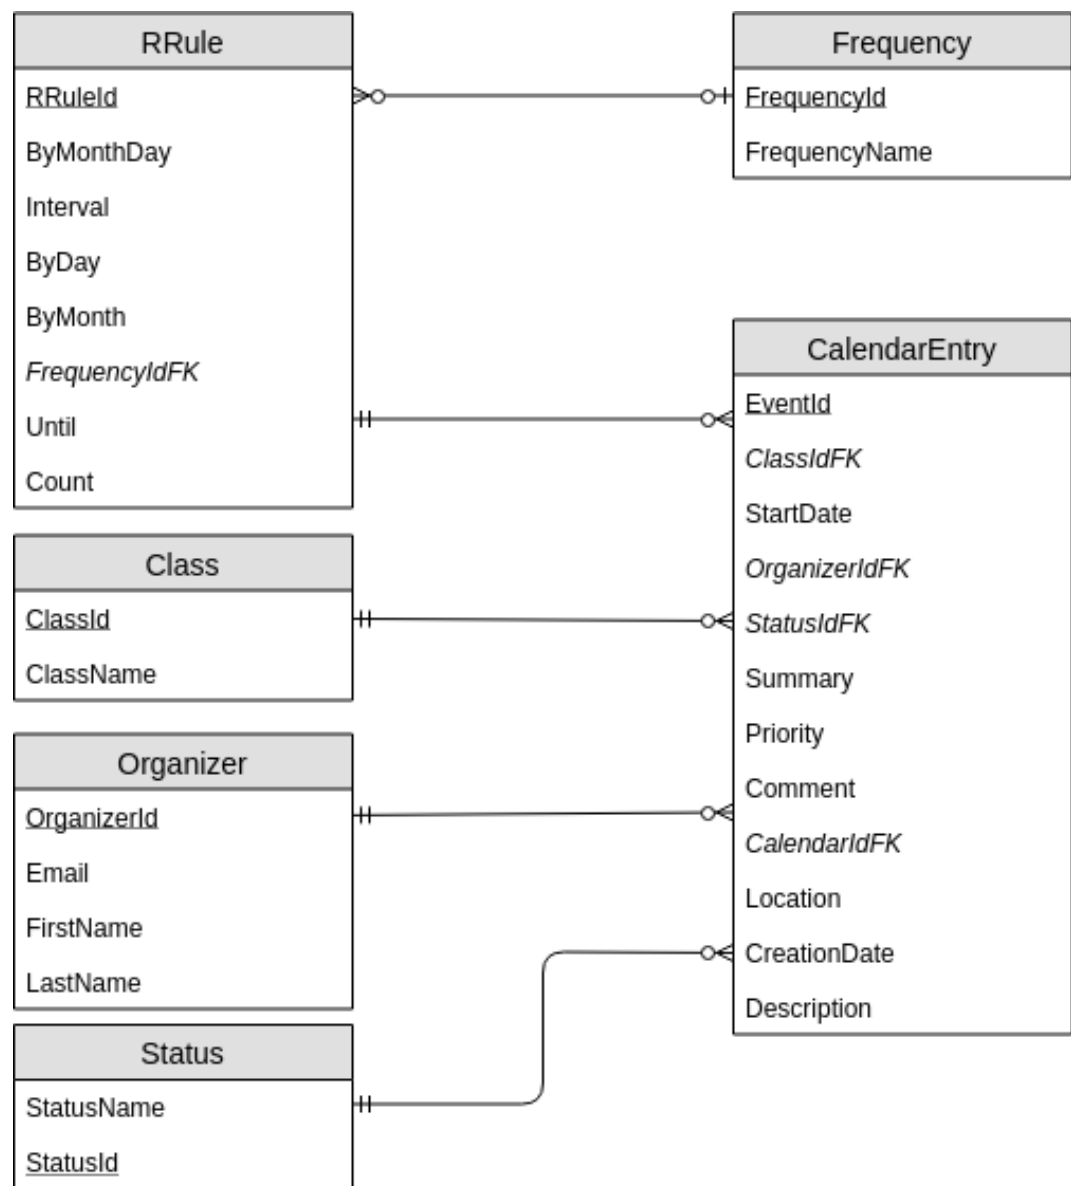 RRule
RRuleId
ByMonthDay
Interval
ByDay
ByMonth
FrequencyIdFK
Until
Count
Frequency
FrequencyId
FrequencyName
CalendarEntry
EventId
ClassIdFK
StartDate
OrganizerIdFK
StatusIdFK
Summary
Priority
Comment
CalendarIdFK
Location
CreationDate
Description
Class
ClassId
ClassName
Organizer
OrganizerId
Email
FirstName
LastName
Status
StatusName
StatusId